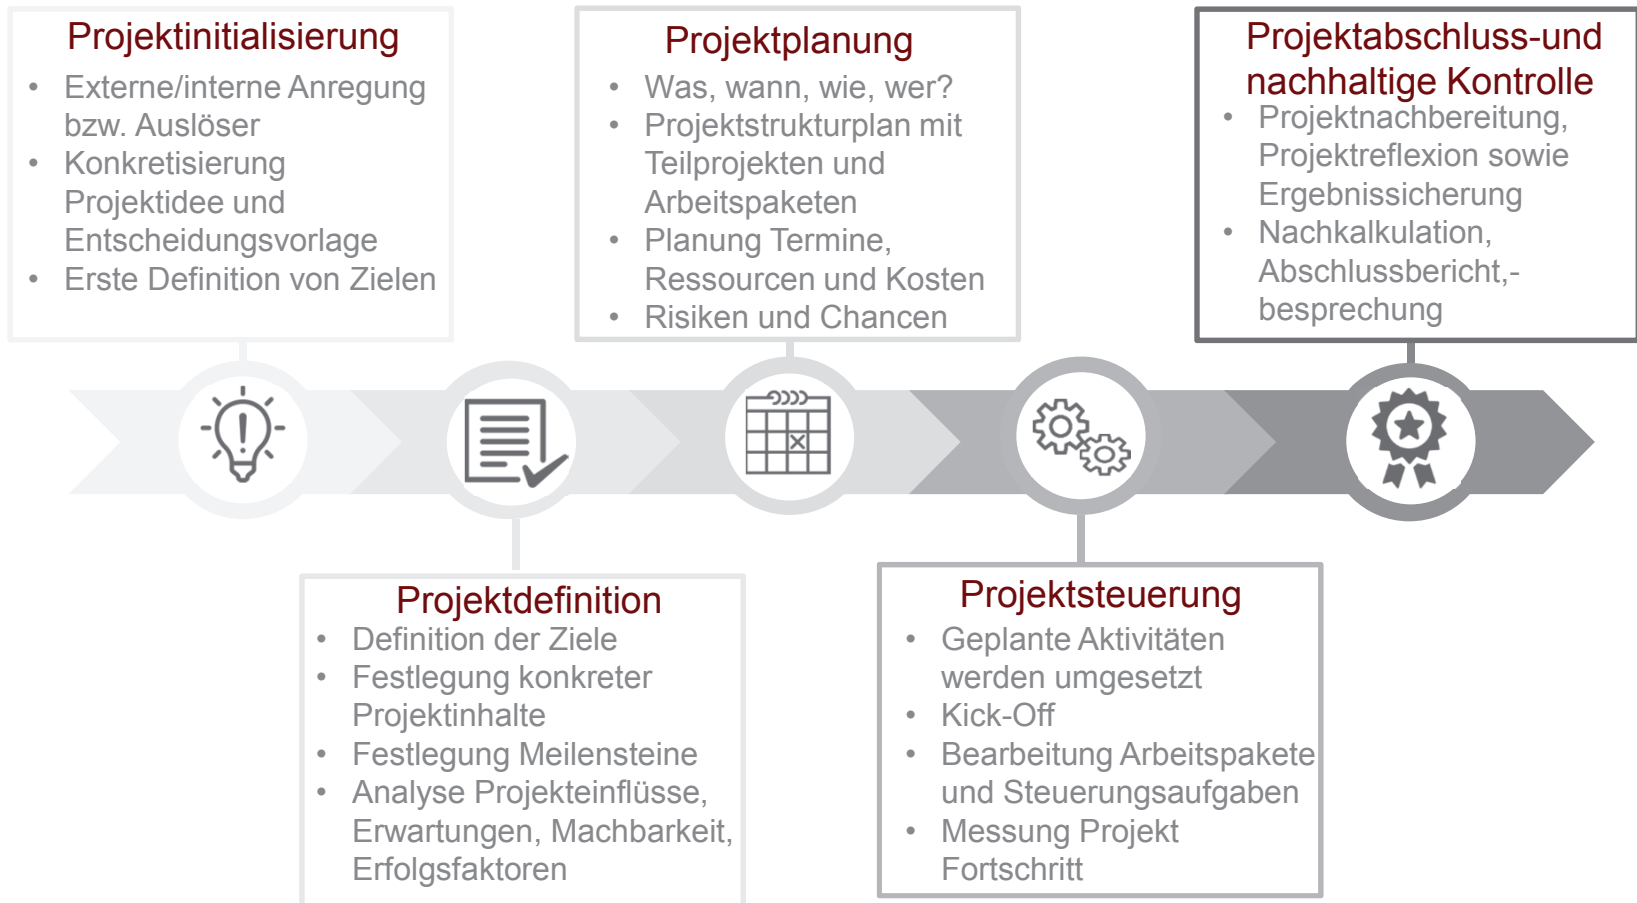 Projektinitialisierung
• Externe/interne Anregung
bzw. Auslöser
• Konkretisierung
Projektidee und
Entscheidungsvorlage
• Erste Definition von Zielen
Projektplanung
• Was, wann, wie, wer?
• Projektstrukturplan mit
Teilprojekten und
Arbeitspaketen
• Planung Termine,
Ressourcen und Kosten
• Risiken und Chancen
Projektabschluss-und
nachhaltige Kontrolle
• Projektnachbereitung,
Projektreflexion sowie
Ergebnissicherung
• Nachkalkulation,
Abschlussbericht,-
besprechung
Projektdefinition
• Definition der Ziele
• Festlegung konkreter
Projektinhalte
• Festlegung Meilensteine
• Analyse Projekteinflüsse,
Erwartungen, Machbarkeit,
Erfolgsfaktoren
Projektsteuerung
• Geplante Aktivitäten
werden umgesetzt
• Kick-Off
• Bearbeitung Arbeitspakete
und Steuerungsaufgaben
• Messung Projekt
Fortschritt